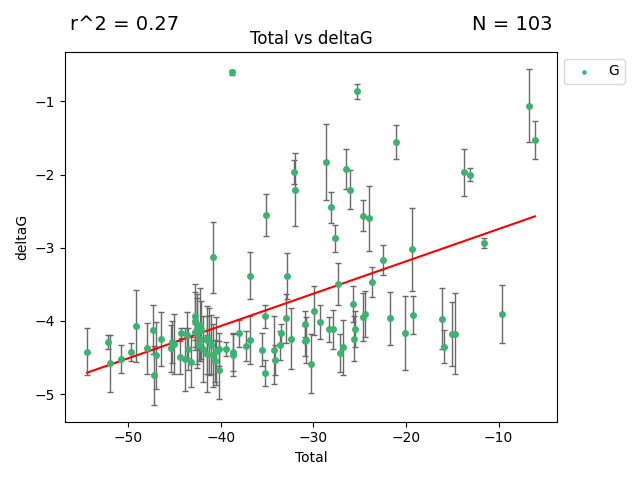 r^2 = 0.27
N = 103
Total vs deltaG
G
−1
−2
−3
−4
−5
deltaG
−50
−40
−30
−20
−10
Total